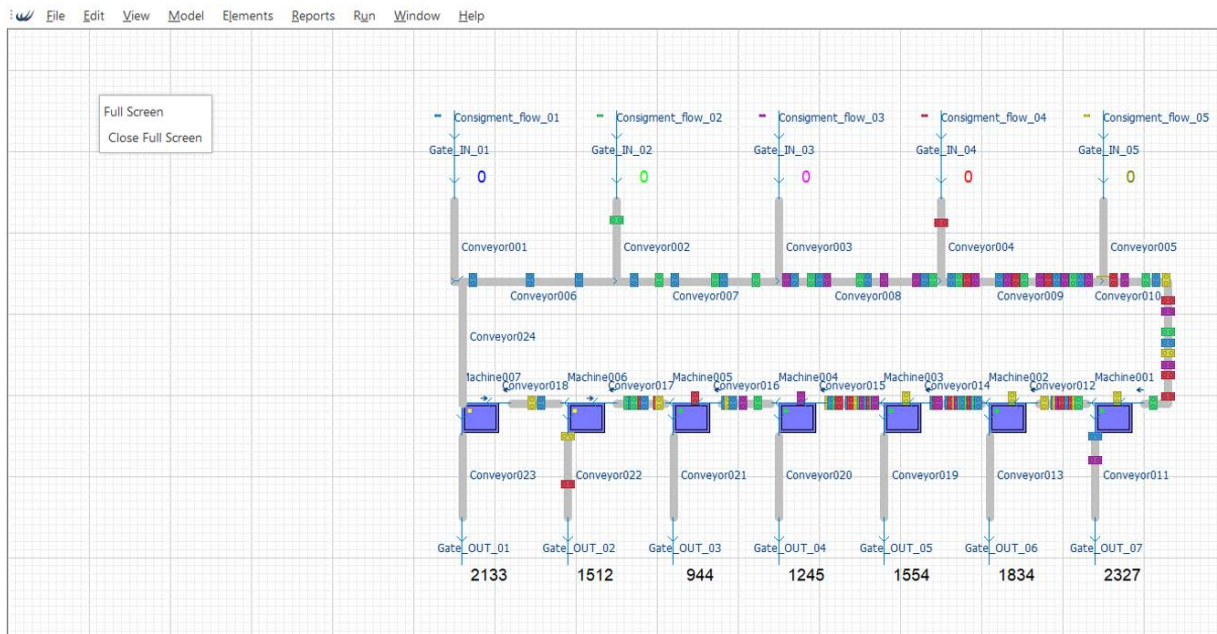 File Edit View Model Elements Reports Run Window Help
Full Screen
Close Full Screen
Consigment_flow_01 Consigment_flow_02 Consigment_flow_03 Consigment_flow_04 Consigment_flow_05
Gate_IN_01 Gate_IN_02 Gate_IN_03 Gate_IN_04 Gate_IN_05
0 0 0 0 0
Conveyor001 Conveyor002 Conveyor003 Conveyor004 Conveyor005
Conveyor006 Conveyor007 Conveyor008 Conveyor009 Conveyor010
Conveyor024
Machine007 Machine006 Machine005 Machine004 Machine003 Machine002 Machine001
Conveyor018 Conveyor017 Conveyor016 Conveyor015 Conveyor014 Conveyor012
Conveyor023 Conveyor022 Conveyor021 Conveyor020 Conveyor019 Conveyor013 Conveyor011
Gate_OUT_01 Gate_OUT_02 Gate_OUT_03 Gate_OUT_04 Gate_OUT_05 Gate_OUT_06 Gate_OUT_07
2133 1512 944 1245 1554 1834 2327